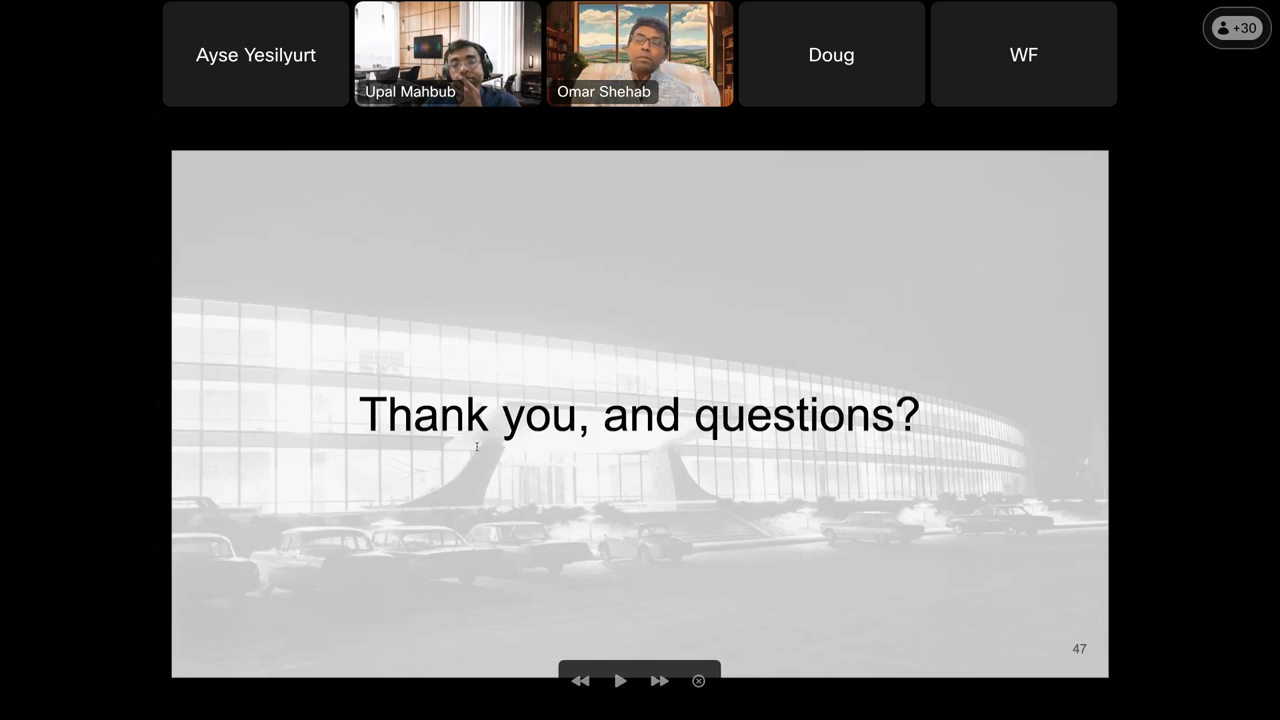 Ayse Yesilyurt
Upal Mahbub
Omar Shehab
Doug
WF
+30
Thank you, and questions?
47